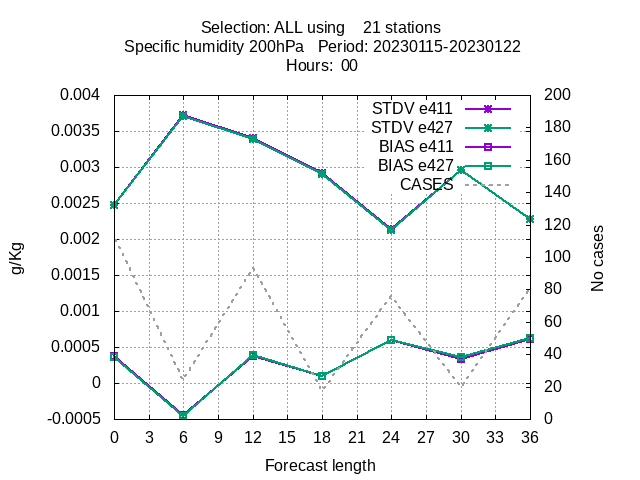 Selection: ALL using    21 stations
Specific humidity 200hPa   Period: 20230115-20230122
Hours:  00
0.004
0.0035
0.003
0.0025
0.002
0.0015
0.001
0.0005
0
-0.0005
g/Kg
STDV e411
STDV e427
BIAS e411
BIAS e427
CASES
200
180
160
140
120
100
80
60
40
20
0
No cases
0 3 6 9 12 15 18 21 24 27 30 33 36
Forecast length